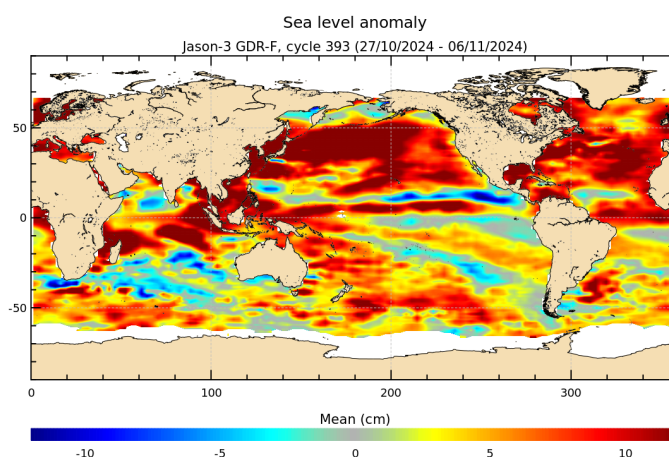 Sea level anomaly
Jason-3 GDR-F, cycle 393 (27/10/2024 - 06/11/2024)
50
0
-50
0 100 200 300
Mean (cm)
-10 -5 0 5 10